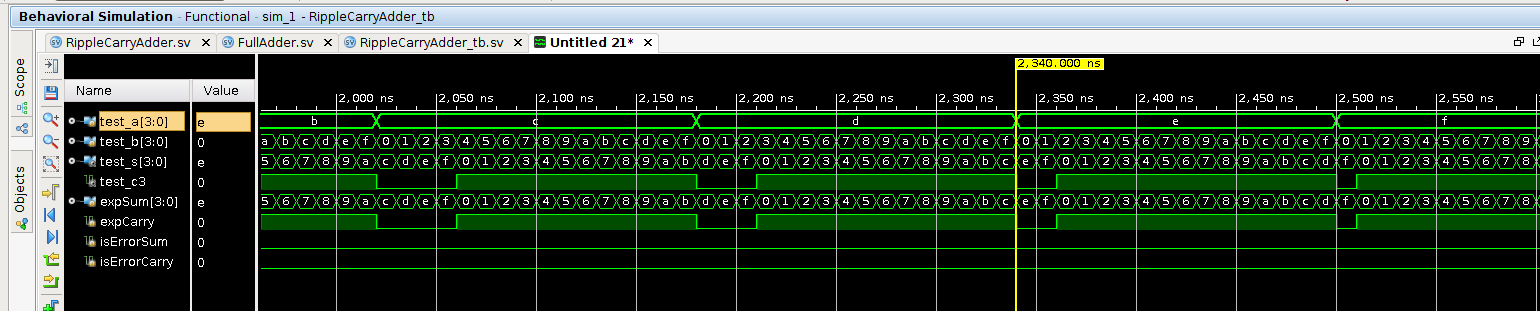 Behavioral Simulation - Functional - sim_1 - RippleCarryAdder_tb
RippleCarryAdder.sv × FullAdder.sv × RippleCarryAdder_tb.sv × Untitled 21* ×
Scope
Objects
2,340.000 ns
Name Value
2,000 ns 2,050 ns 2,100 ns 2,150 ns 2,200 ns 2,250 ns 2,300 ns 2,350 ns 2,400 ns 2,450 ns 2,500 ns 2,550 ns
test_a[3:0] e b c d e f
test_b[3:0] 0 a b c d e f 0 1 2 3 4 5 6 7 8 9 a b c d e f 0 1 2 3 4 5 6 7 8 9 a b c d e f 0 1 2 3 4 5 6 7 8 9 a b c d e f 0 1 2 3 4 5 6 7 8 9
test_s[3:0] e 5 6 7 8 9 a c d e f 0 1 2 3 4 5 6 7 8 9 a b d e f 0 1 2 3 4 5 6 7 8 9 a b c e f 0 1 2 3 4 5 6 7 8 9 a b c d f 0 1 2 3 4 5 6 7 8
test_c3 0
expSum[3:0] e 5 6 7 8 9 a c d e f 0 1 2 3 4 5 6 7 8 9 a b d e f 0 1 2 3 4 5 6 7 8 9 a b c e f 0 1 2 3 4 5 6 7 8 9 a b c d f 0 1 2 3 4 5 6 7 8
expCarry 0
isErrorSum 0
isErrorCarry 0